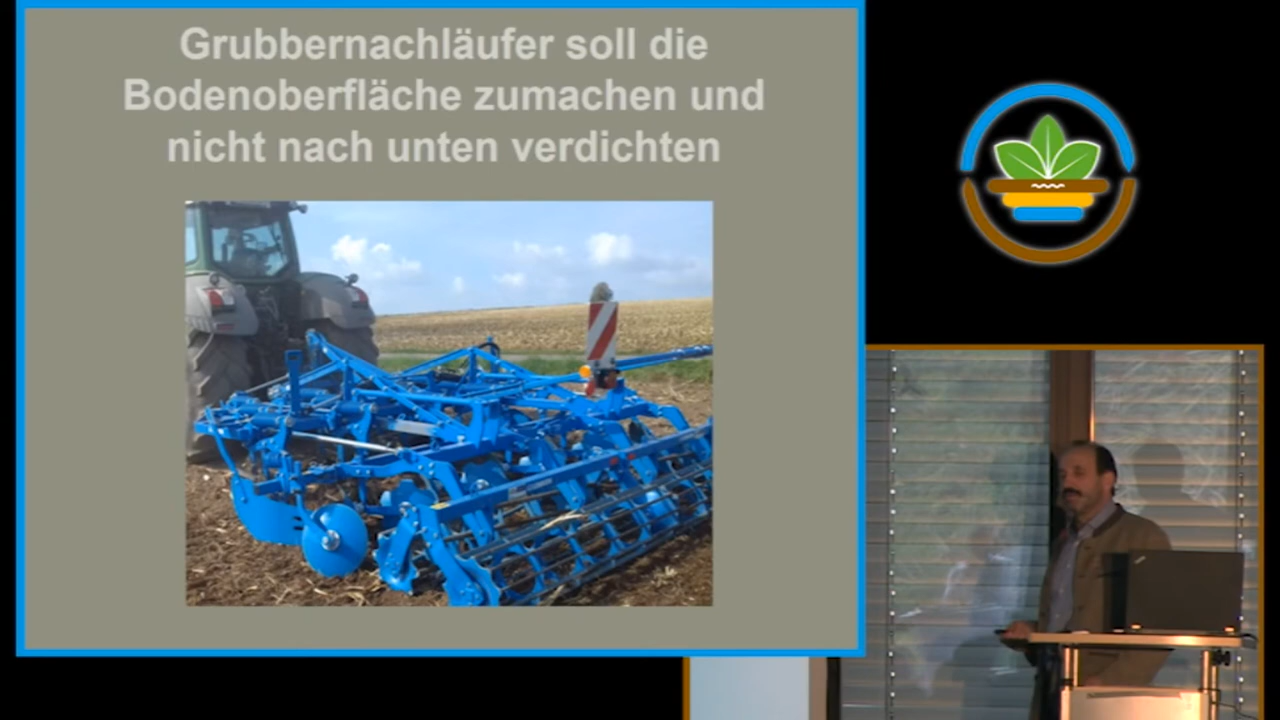 Grubbernachläufer soll die
Bodenoberfläche zumachen und
nicht nach unten verdichten